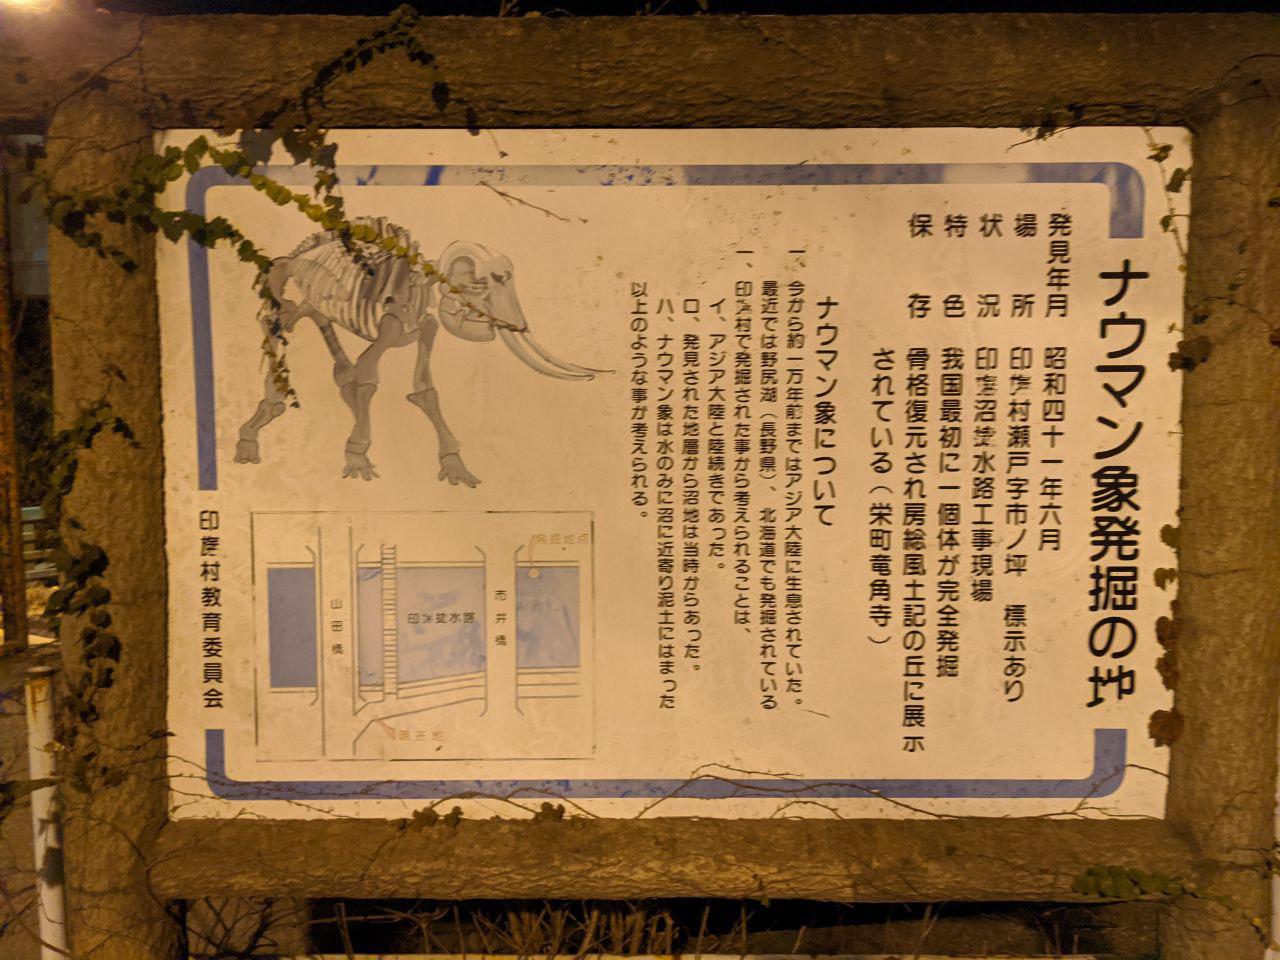 ナウマン象発掘の地
発見年月 昭和四十一年六月
場所 印旛村瀬戸字市ノ坪 標示あり
状況 印旛沼捷水路工事現場
特色 我国最初に一個体が完全発掘
保存 骨格復元され房総風土記の丘に展示
されている（栄町竜角寺）
ナウマン象について
一、今から約一万年前まではアジア大陸に生息されていた。
最近では野尻湖（長野県）、北海道でも発掘されている
一、印旛村で発掘された事から考えられることは、
イ、アジア大陸と陸続きであった。
ロ、発見された地層から沼地は当時からあった。
ハ、ナウマン象は水のみに沼に近寄り泥土にはまった
以上のような事が考えられる。
発掘地点
山田橋
印旛捷水路
市井橋
現在地
印旛村教育委員会